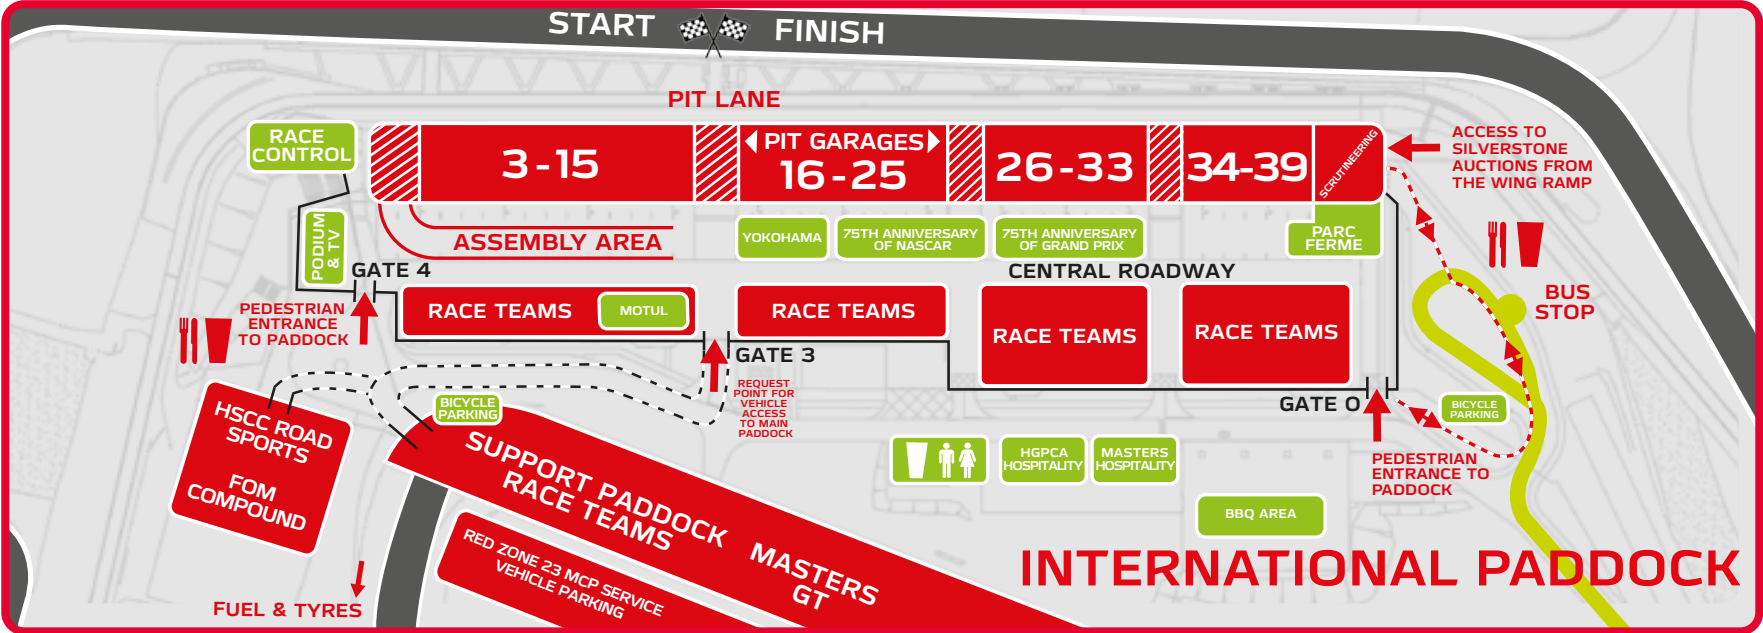 START FINISH
PIT LANE
RACE
CONTROL
3-15
PIT GARAGES
16-25
26-33
34-39
SCRUTINEERING
ACCESS TO
SILVERSTONE
AUCTIONS FROM
THE WING RAMP
PODIUM
& TV
ASSEMBLY AREA
YOKOHAMA
75TH ANNIVERSARY
OF NASCAR
75TH ANNIVERSARY
OF GRAND PRIX
PARC
FERME
GATE 4
CENTRAL ROADWAY
BUS
STOP
PEDESTRIAN
ENTRANCE
TO PADDOCK
RACE TEAMS
MOTUL
RACE TEAMS
RACE TEAMS
RACE TEAMS
GATE 3
REQUEST
POINT FOR
VEHICLE
ACCESS
TO MAIN
PADDOCK
GATE 0
BICYCLE
PARKING
BICYCLE
PARKING
HSCC ROAD
SPORTS
FOM
COMPOUND
SUPPORT PADDOCK
RACE TEAMS
MASTERS
GT
HGPCA
HOSPITALITY
MASTERS
HOSPITALITY
PEDESTRIAN
ENTRANCE TO
PADDOCK
BBQ AREA
RED ZONE 23 MCP SERVICE
VEHICLE PARKING
INTERNATIONAL PADDOCK
FUEL & TYRES